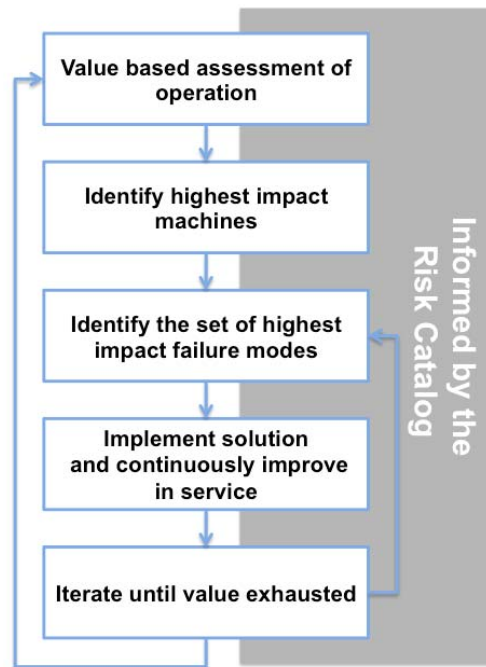 Value based assessment of
operation
Identify highest impact
machines
Identify the set of highest
impact failure modes
Implement solution
and continuously improve
in service
Iterate until value exhausted
Informed by the
Risk Catalog